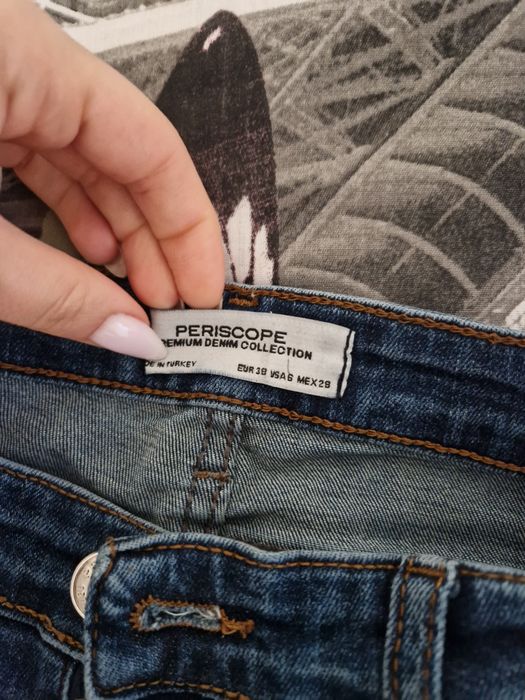 PERISCOPE
PREMIUM DENIM COLLECTION
DE IN TURKEY EUR 38 USA 6 MEX 28